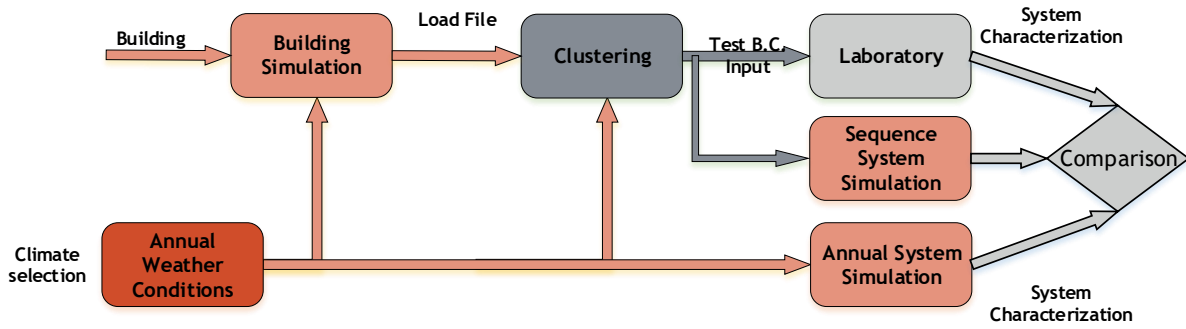 Building
Building
Simulation
Load File
Clustering
Test B.C.
Input
Laboratory
System
Characterization
Sequence
System
Simulation
Comparison
Climate
selection
Annual
Weather
Conditions
Annual System
Simulation
System
Characterization